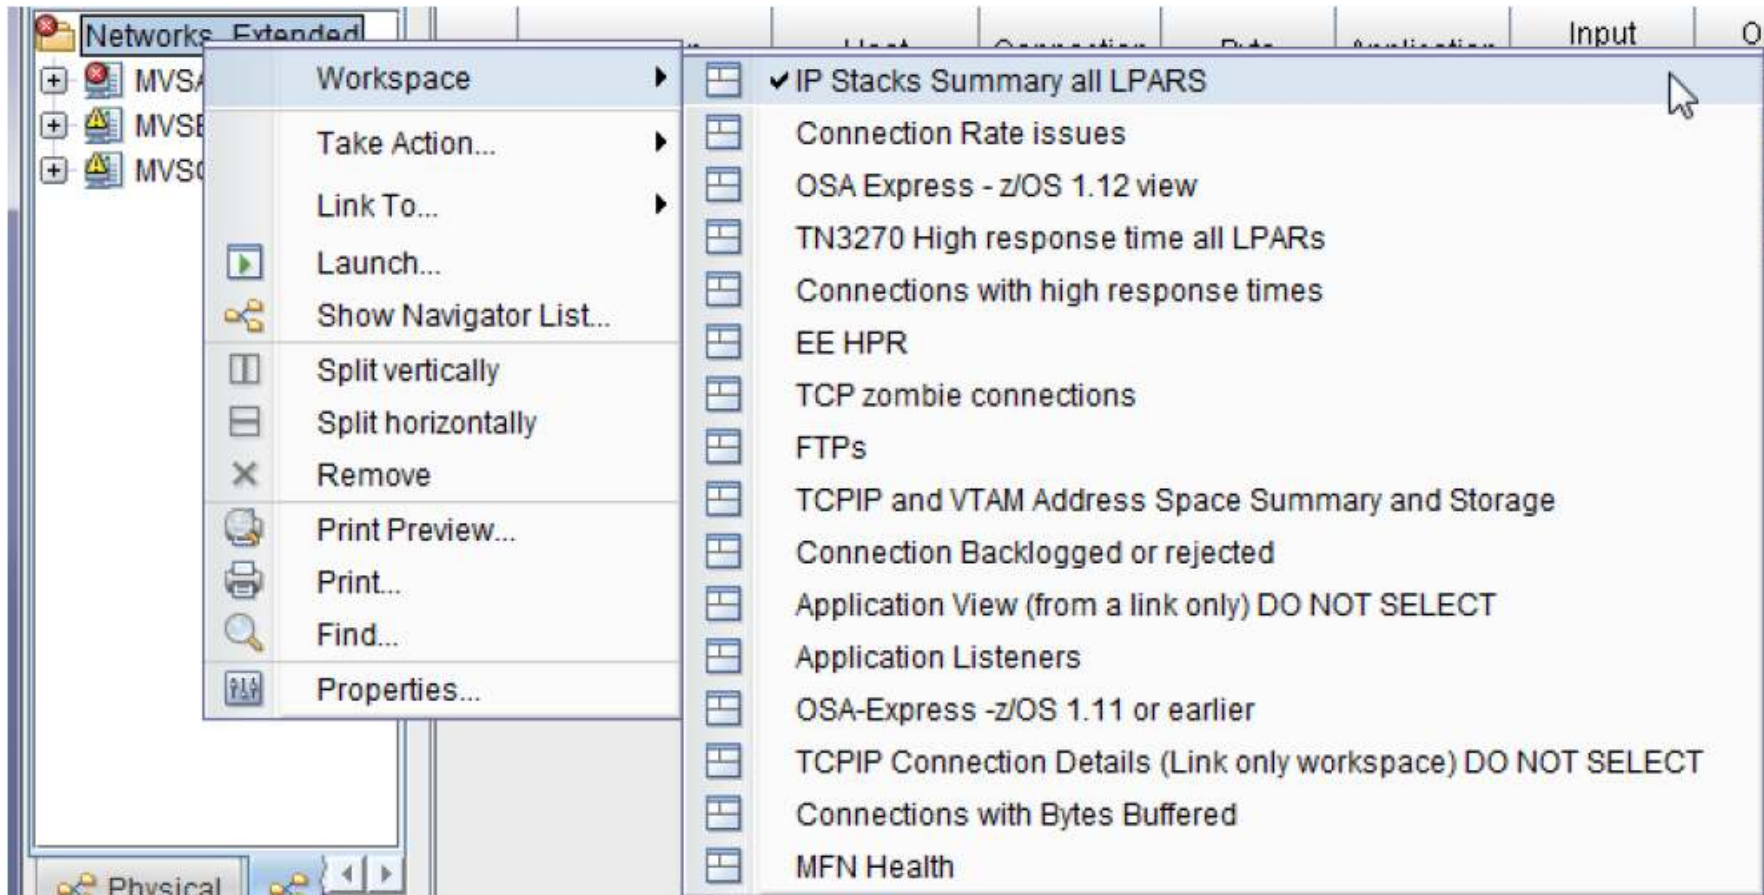 Networks Extended
Input
MVSA
Workspace
IP Stacks Summary all LPARS
MVSB
Connection Rate issues
Take Action...
MVSC
OSA Express - z/OS 1.12 view
Link To...
TN3270 High response time all LPARs
Launch...
Connections with high response times
Show Navigator List...
EE HPR
Split vertically
TCP zombie connections
Split horizontally
FTPs
Remove
TCPIP and VTAM Address Space Summary and Storage
Print Preview...
Connection Backlogged or rejected
Print...
Application View (from a link only) DO NOT SELECT
Find...
Application Listeners
Properties...
OSA-Express -z/OS 1.11 or earlier
TCPIP Connection Details (Link only workspace) DO NOT SELECT
Connections with Bytes Buffered
MFN Health
Physical